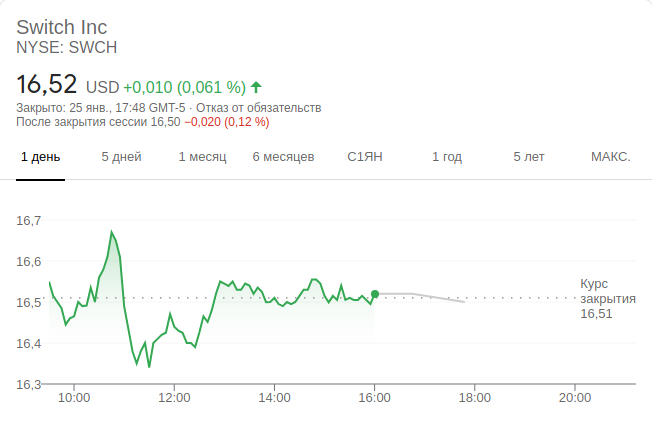 Switch Inc
NYSE: SWCH
16,52 USD +0,010 (0,061 %)
Закрыто: 25 янв., 17:48 GMT-5 · Отказ от обязательств
После закрытия сессии 16,50 −0,020 (0,12 %)
1 день 5 дней 1 месяц 6 месяцев С1ЯН 1 год 5 лет МАКС.
16,7
16,6
16,5
16,4
16,3
Курс
закрытия
16,51
10:00 12:00 14:00 16:00 18:00 20:00